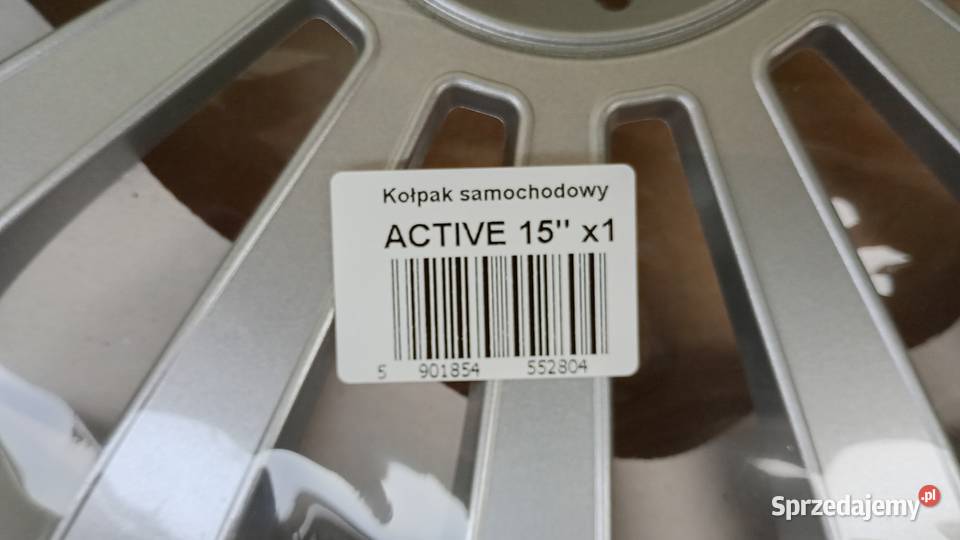 Kołpak samochodowy
ACTIVE 15" x1
5 901854 552804
Sprzedajemy.pl